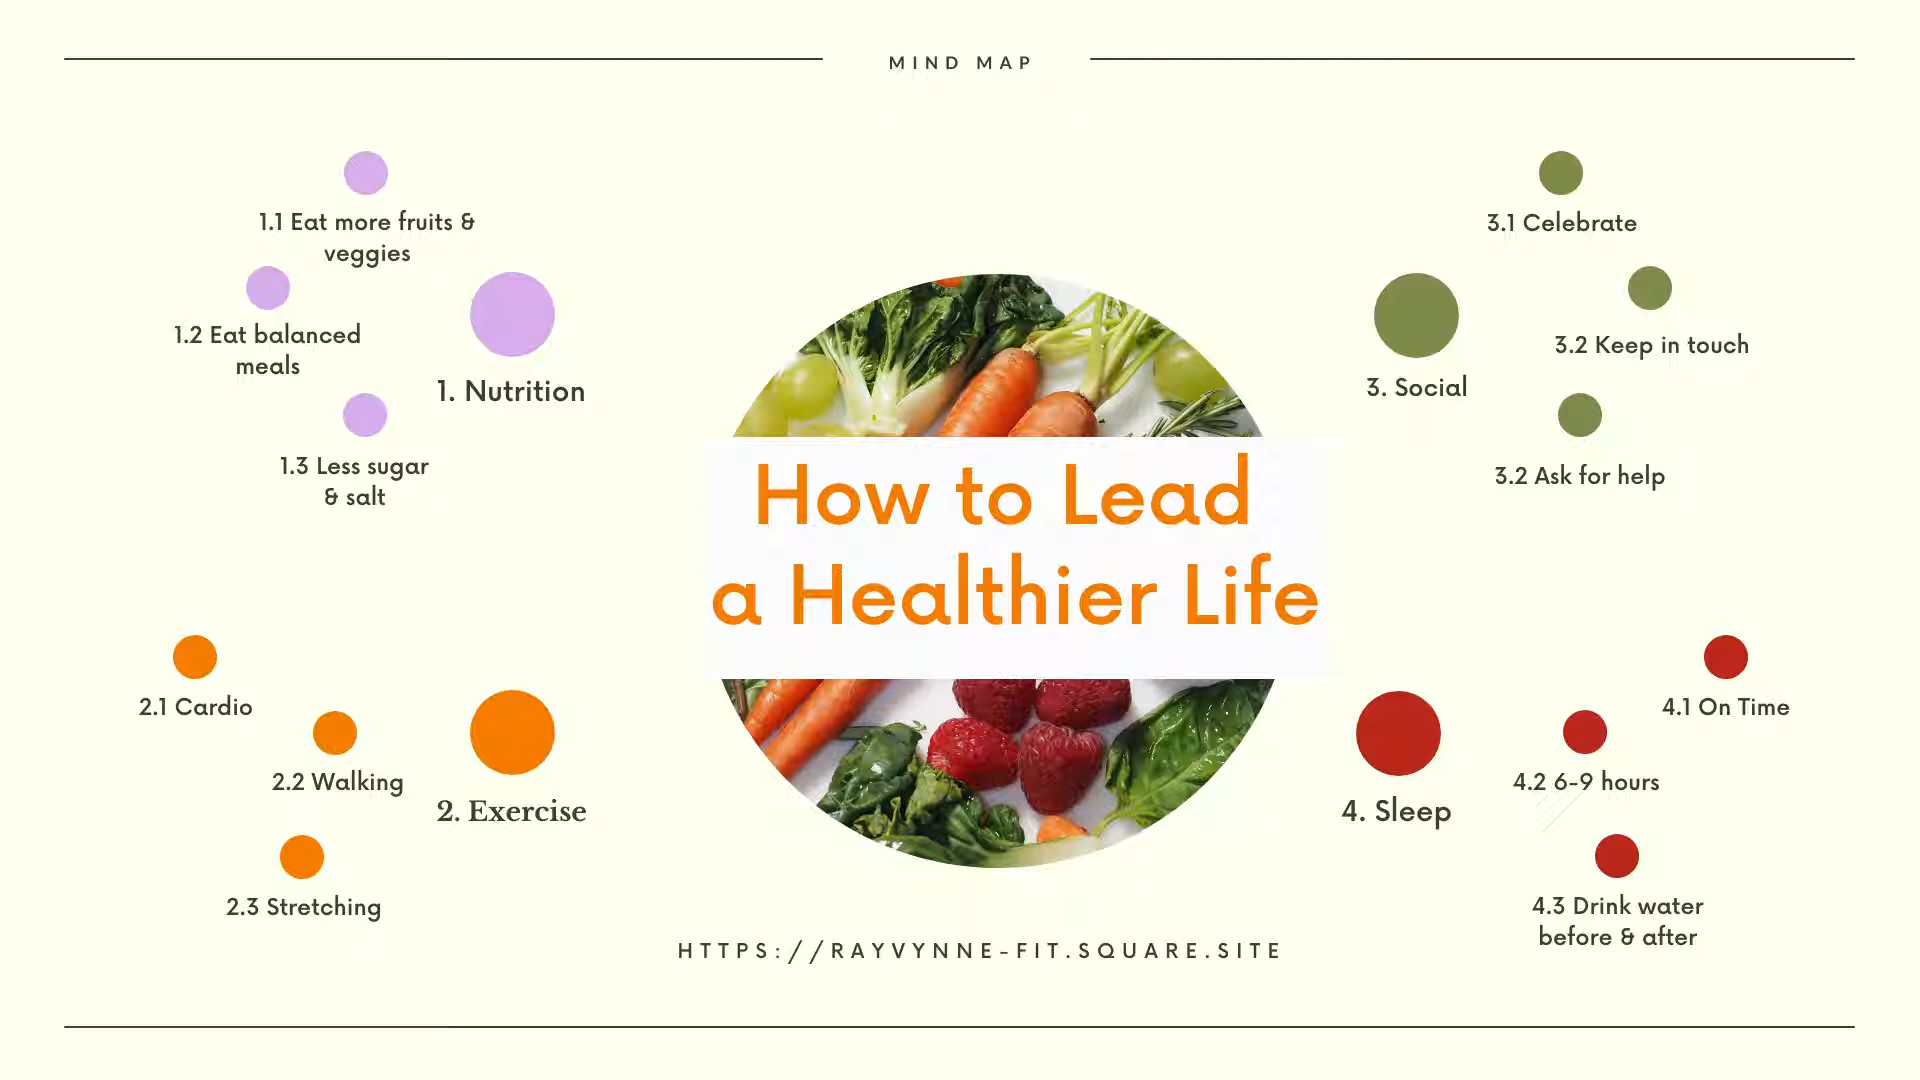 MIND MAP
1.1 Eat more fruits &
veggies
1.2 Eat balanced
meals
1. Nutrition
1.3 Less sugar
& salt
2.1 Cardio
2.2 Walking
2. Exercise
2.3 Stretching
How to Lead
a Healthier Life
3.1 Celebrate
3.2 Keep in touch
3. Social
3.2 Ask for help
4.1 On Time
4.2 6-9 hours
4. Sleep
4.3 Drink water
before & after
HTTPS://RAYVYNNE-FIT.SQUARE.SITE